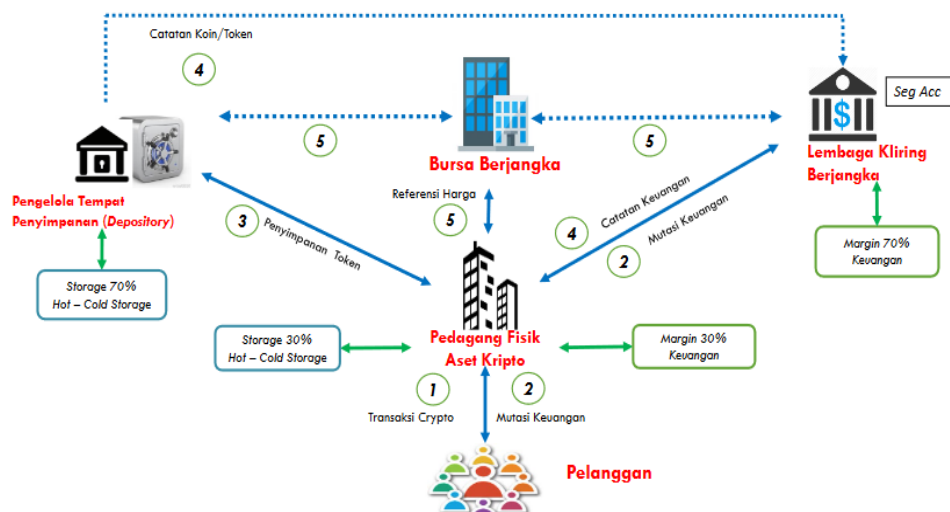 Catatan Koin/Token
4
Seg Acc
$
5
Bursa Berjangka
5
Lembaga Kliring
Berjangka
Pengelola Tempat
Penyimpanan (Depository)
Referensi Harga
5
3
Penyimpanan Token
4
Catatan Keuangan
2
Mutasi Keuangan
Margin 70%
Keuangan
Storage 70%
Hot – Cold Storage
Storage 30%
Hot – Cold Storage
Pedagang Fisik
Aset Kripto
Margin 30%
Keuangan
1
2
Transaksi Crypto
Mutasi Keuangan
Pelanggan